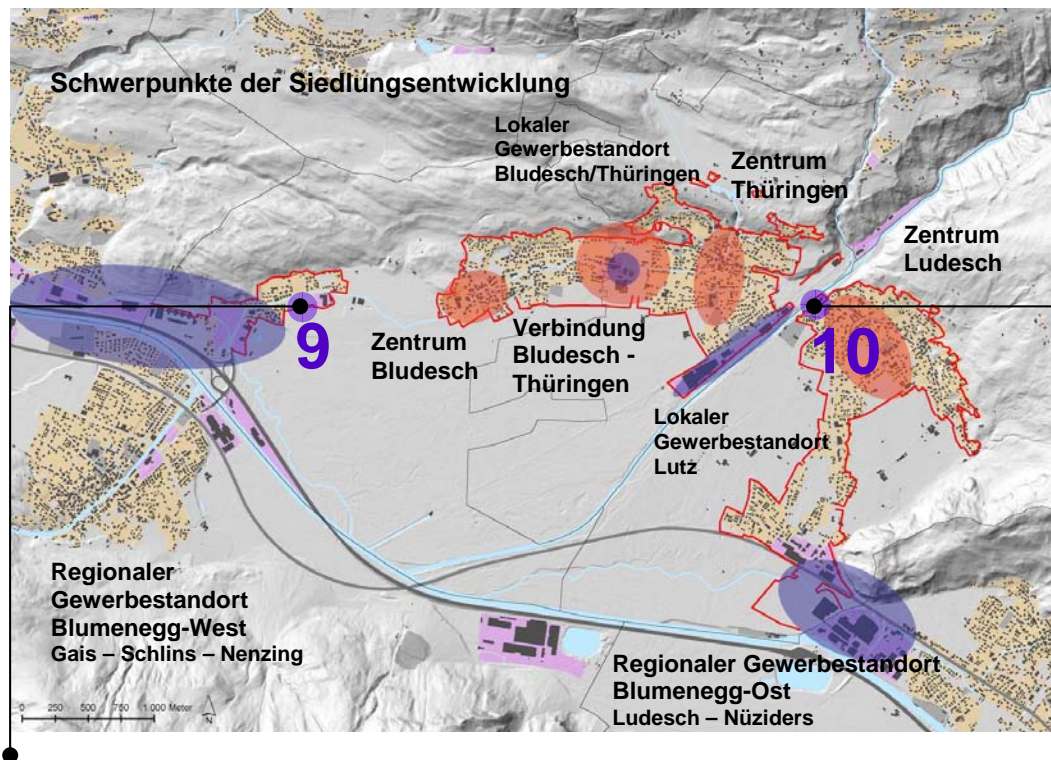 Schwerpunkte der Siedlungsentwicklung
Lokaler
Gewerbestandort
Bludesch/Thüringen
Zentrum
Thüringen
Zentrum
Ludesch
9
Zentrum
Bludesch
Verbindung
Bludesch -
Thüringen
10
Lokaler
Gewerbestandort
Lutz
Regionaler
Gewerbestandort
Blumenegg-West
Gais – Schlins – Nenzing
Regionaler Gewerbestandort
Blumenegg-Ost
Ludesch – Nüziders
0 250 500 750 1.000 Meter
N